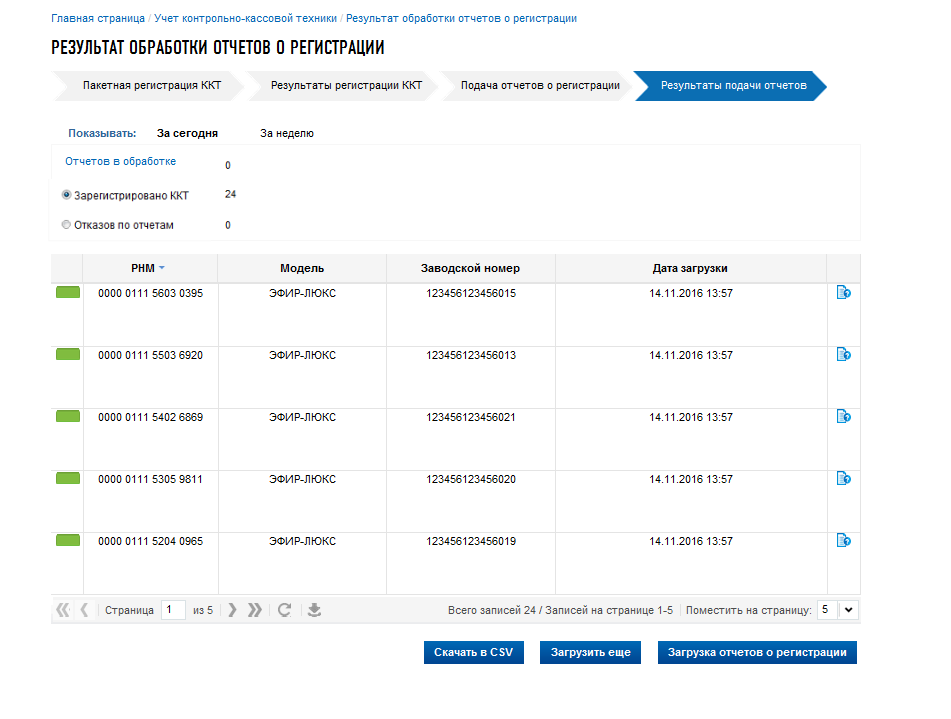 Главная страница / Учет контрольно-кассовой техники / Результат обработки отчетов о регистрации
РЕЗУЛЬТАТ ОБРАБОТКИ ОТЧЕТОВ О РЕГИСТРАЦИИ
Пакетная регистрация ККТ Результаты регистрации ККТ Подача отчетов о регистрации Результаты подачи отчетов
Показывать: За сегодня За неделю
Отчетов в обработке 0
Зарегистрировано ККТ 24
Отказов по отчетам 0
РНМ Модель Заводской номер Дата загрузки
0000 0111 5603 0395 ЭФИР-ЛЮКС 123456123456015 14.11.2016 13:57
0000 0111 5503 6920 ЭФИР-ЛЮКС 123456123456013 14.11.2016 13:57
0000 0111 5402 6869 ЭФИР-ЛЮКС 123456123456021 14.11.2016 13:57
0000 0111 5305 9811 ЭФИР-ЛЮКС 123456123456020 14.11.2016 13:57
0000 0111 5204 0965 ЭФИР-ЛЮКС 123456123456019 14.11.2016 13:57
Страница 1 из 5 Всего записей 24 / Записей на странице 1-5 Поместить на страницу: 5
Скачать в CSV Загрузить еще Загрузка отчетов о регистрации